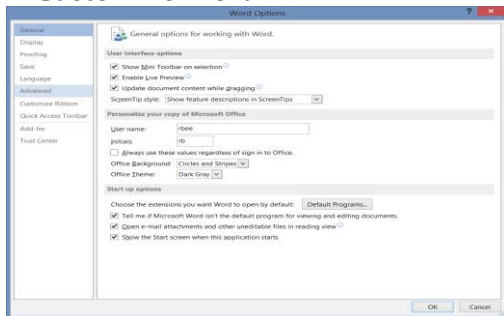 Word Options
?
General
Display
Proofing
Save
Language
Advanced
Customize Ribbon
Quick Access Toolbar
Add-Ins
Trust Center
General options for working with Word.
User Interface options
Show Mini Toolbar on selection
Enable Live Preview
Update document content while dragging
ScreenTip style: Show feature descriptions in ScreenTips
Personalize your copy of Microsoft Office
User name: rbee
Initials: rb
Always use these values regardless of sign in to Office.
Office Background: Circles and Stripes
Office Theme: Dark Gray
Start up options
Choose the extensions you want Word to open by default: Default Programs...
Tell me if Microsoft Word isn't the default program for viewing and editing documents.
Open e-mail attachments and other uneditable files in reading view
Show the Start screen when this application starts
OK Cancel